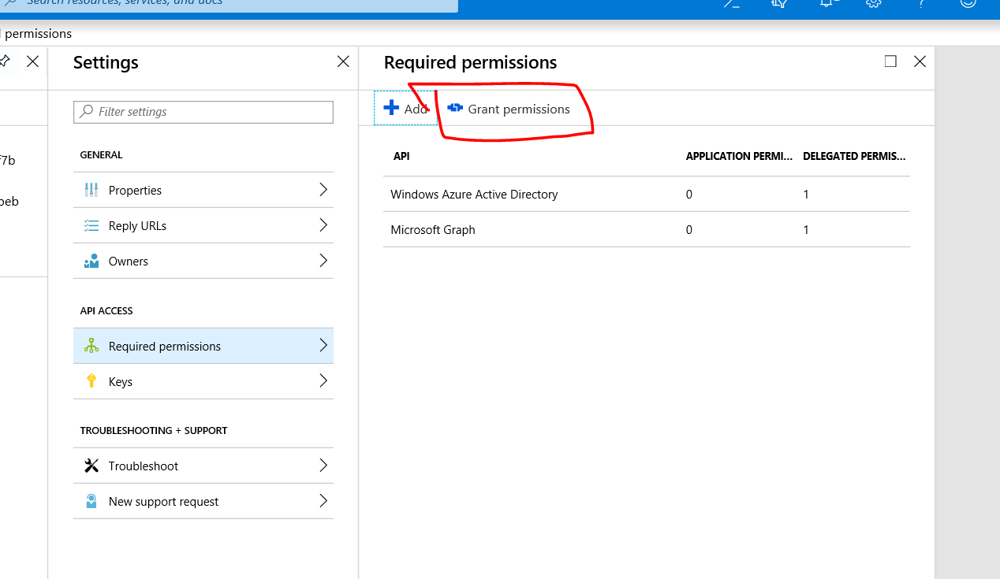 Search resources, services, and docs
permissions
Settings
Filter settings
GENERAL
Properties
Reply URLs
Owners
API ACCESS
Required permissions
Keys
TROUBLESHOOTING + SUPPORT
Troubleshoot
New support request
Required permissions
Add
Grant permissions
API APPLICATION PERMI... DELEGATED PERMIS...
Windows Azure Active Directory 0 1
Microsoft Graph 0 1